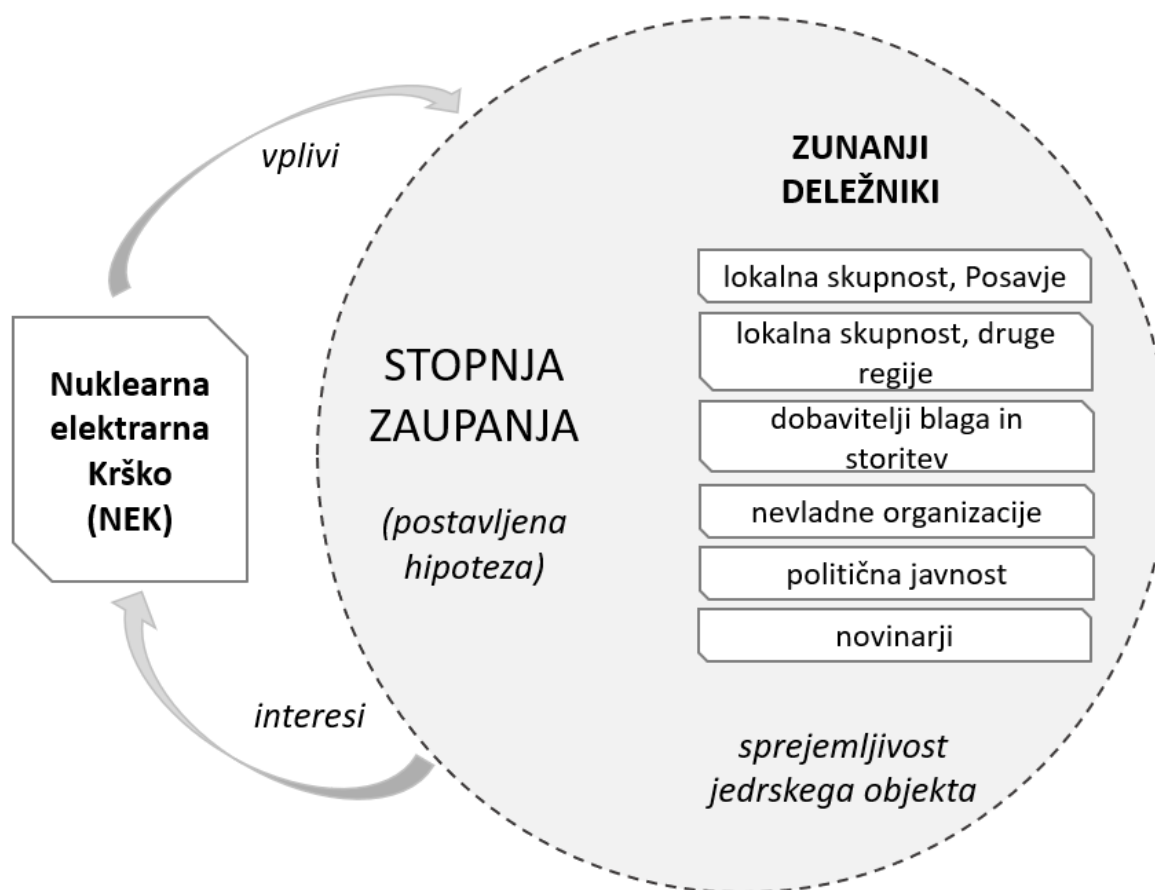 vplivi
Nuklearna
elektrarna
Krško
(NEK)
interesi
STOPNJA
ZAUPANJA
(postavljena
hipoteza)
ZUNANJI
DELEŽNIKI
lokalna skupnost, Posavje
lokalna skupnost, druge
regije
dobavitelji blaga in
storitev
nevladne organizacije
politična javnost
novinarji
sprejemljivost
jedrskega objekta